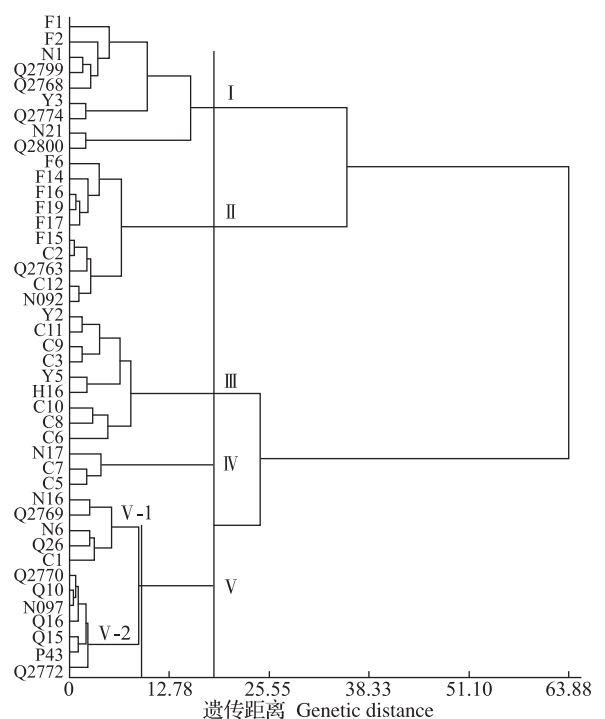 F1
F2
N1
Q2799
Q2768
Y3
Q2774
N21
Q2800
F6
F14
F16
F19
F17
F15
C2
Q2763
C12
N092
Y2
C11
C9
C3
Y5
H16
C10
C8
C6
N17
C7
C5
N16
Q2769
N6
Q26
C1
Q2770
Q10
N097
Q16
Q15
P43
Q2772
Ⅰ
Ⅱ
Ⅲ
Ⅳ
Ⅴ-1
Ⅴ
Ⅴ-2
0 12.78 25.55 38.33 51.10 63.88
遗传距离 Genetic distance